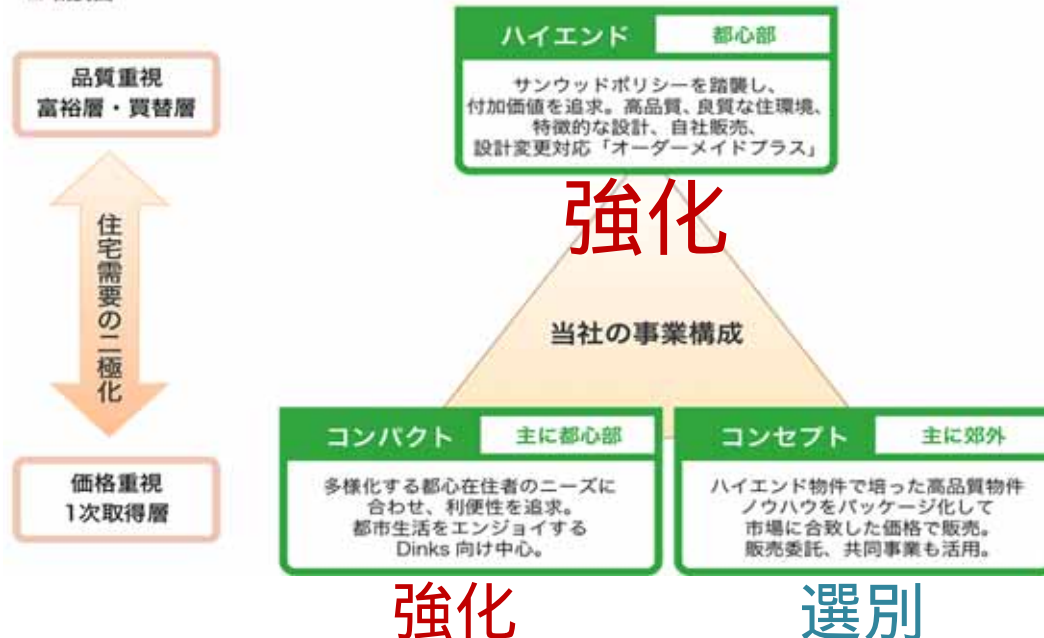 ハイエンド 都心部
サンウッドポリシーを踏襲し、
付加価値を追求。高品質、良質な住環境、
特徴的な設計、自社販売、
設計変更対応「オーダーメイドプラス」
強化
品質重視
富裕層・買替層
住宅需要の二極化
価格重視
1次取得層
当社の事業構成
コンパクト 主に都心部
多様化する都心在住者のニーズに
合わせ、利便性を追求。
都市生活をエンジョイする
Dinks 向け中心。
強化
コンセプト 主に郊外
ハイエンド物件で培った高品質物件
ノウハウをパッケージ化して
市場に合致した価格で販売。
販売委託、共同事業も活用。
選別